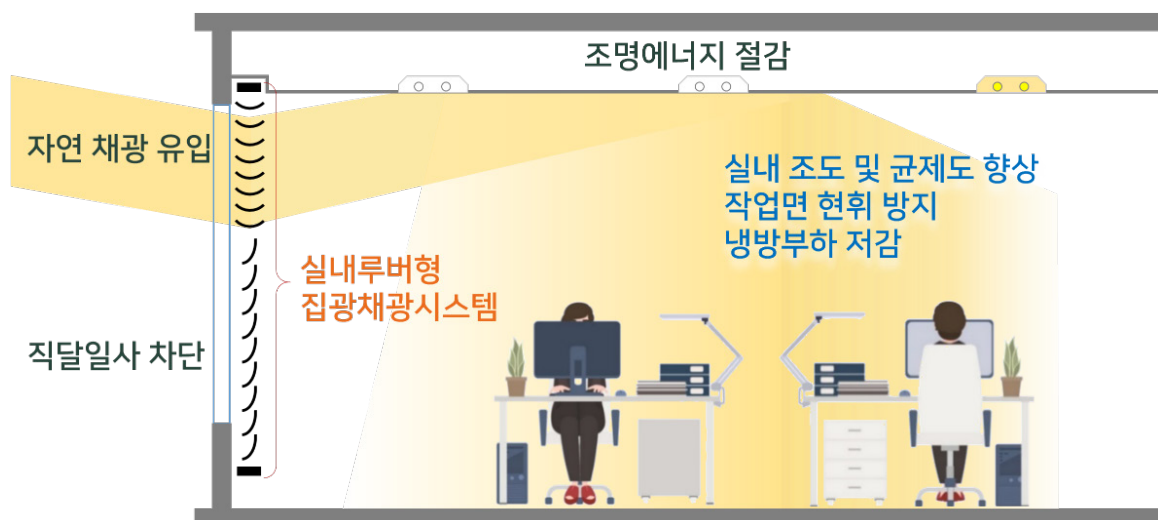 조명에너지 절감
자연 채광 유입
실내 조도 및 균제도 향상
작업면 현휘 방지
냉방부하 저감
실내루버형
집광채광시스템
직달일사 차단